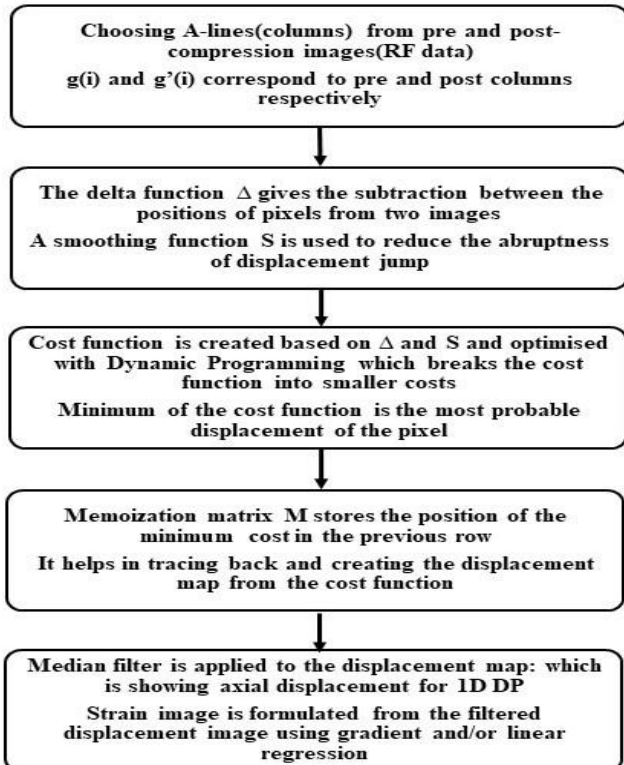 Choosing A-lines(columns) from pre and post-
compression images(RF data)
g(i) and g’(i) correspond to pre and post columns
respectively
The delta function Δ gives the subtraction between the
positions of pixels from two images
A smoothing function S is used to reduce the abruptness
of displacement jump
Cost function is created based on Δ and S and optimised
with Dynamic Programming which breaks the cost
function into smaller costs
Minimum of the cost function is the most probable
displacement of the pixel
Memoization matrix M stores the position of the
minimum cost in the previous row
It helps in tracing back and creating the displacement
map from the cost function
Median filter is applied to the displacement map: which
is showing axial displacement for 1D DP
Strain image is formulated from the filtered
displacement image using gradient and/or linear
regression